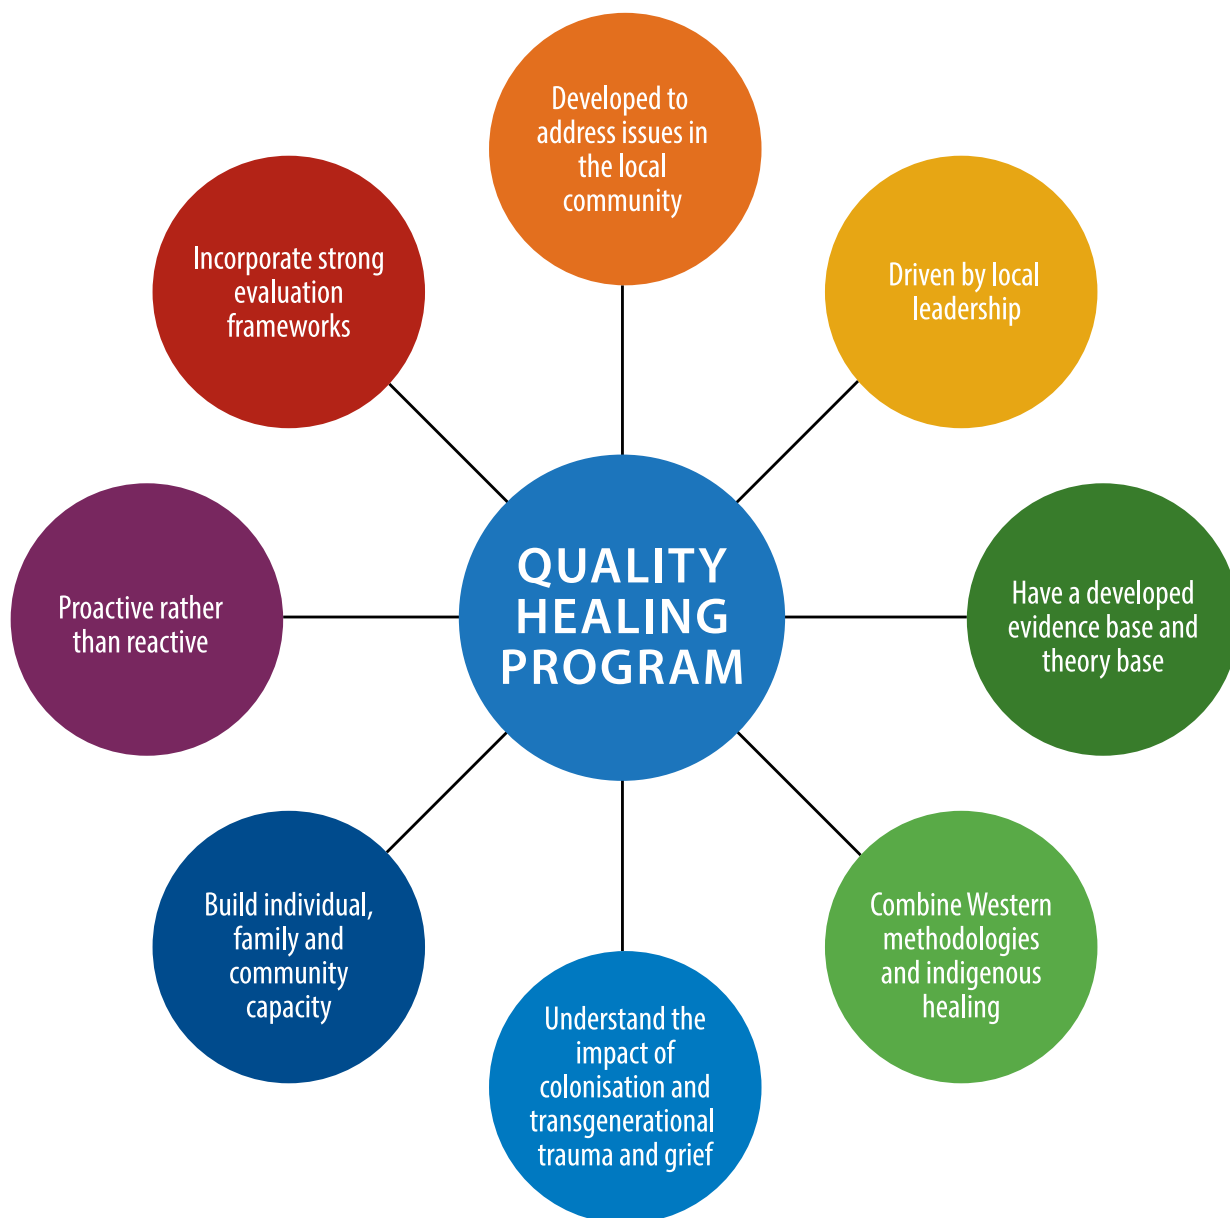 Developed to
address issues in
the local
community
Driven by local
leadership
Have a developed
evidence base and
theory base
Combine Western
methodologies
and indigenous
healing
Understand the
impact of
colonisation and
transgenerational
trauma and grief
Build individual,
family and
community
capacity
Proactive rather
than reactive
Incorporate strong
evaluation
frameworks
QUALITY
HEALING
PROGRAM